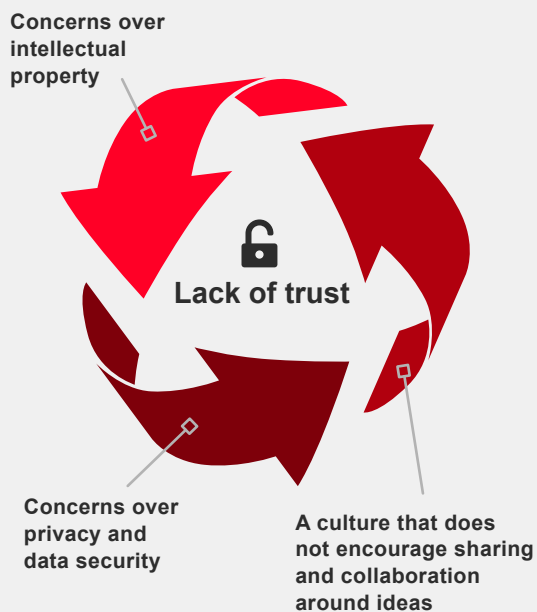 Concerns over
intellectual
property
Lack of trust
Concerns over
privacy and
data security
A culture that does
not encourage sharing
and collaboration
around ideas